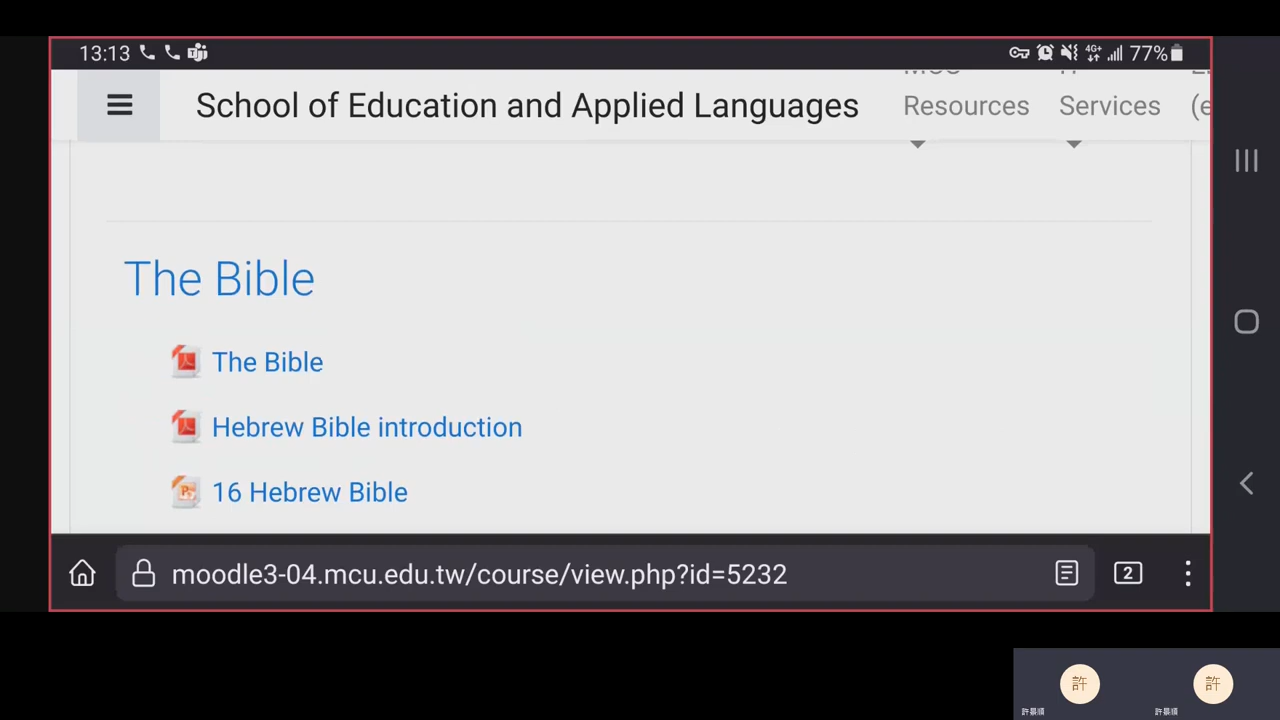 13:13
4G+ 77%
School of Education and Applied Languages
Resources
Services
(e
The Bible
The Bible
Hebrew Bible introduction
16 Hebrew Bible
moodle3-04.mcu.edu.tw/course/view.php?id=5232
2
許 許